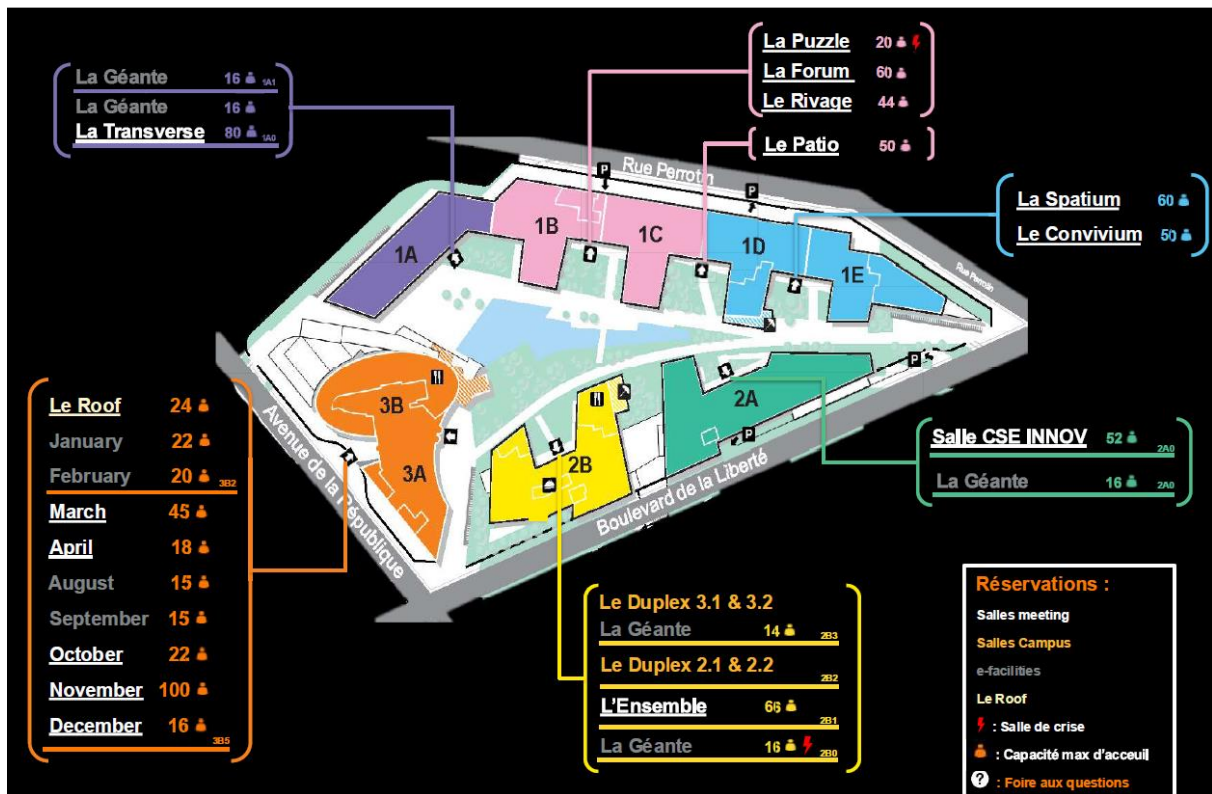 La Géante 16 1A1
La Géante 16
La Transverse 80 1A0
La Puzzle 20
La Forum 60
Le Rivage 44
Le Patio 50
La Spatium 60
Le Convivium 50
Rue Perrotin
P
P
Rue Perrotin
1A
1B
1C
1D
1E
P
2A
P
2B
3B
3A
Avenue de la République
Boulevard de la Liberté
Le Roof 24
January 22
February 20 3B2
March 45
April 18
August 15
September 15
October 22
November 100
December 16 3B5
Salle CSE INNOV 52 2A0
La Géante 16 2A0
Le Duplex 3.1 & 3.2
La Géante 14 2B3
Le Duplex 2.1 & 2.2 2B2
L'Ensemble 66 2B1
La Géante 16 2B0
Réservations :
Salles meeting
Salles Campus
e-facilities
Le Roof
: Salle de crise
: Capacité max d'acceuil
? : Foire aux questions